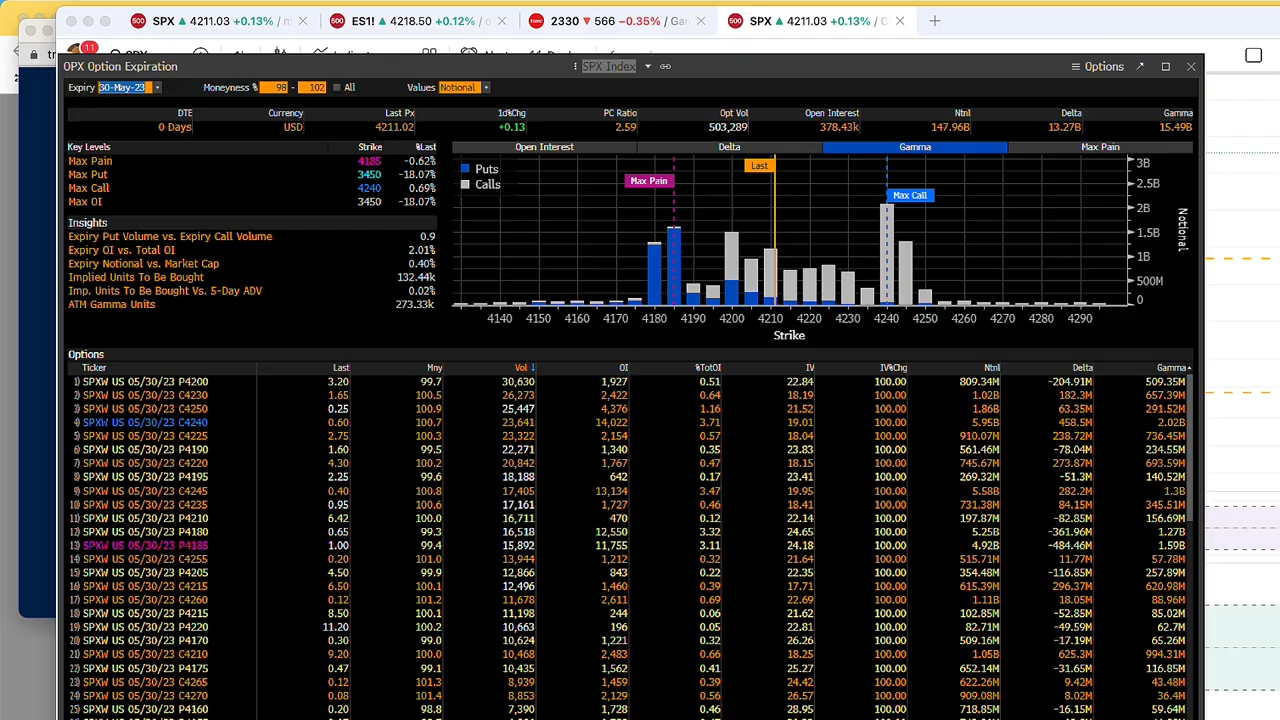 SPX ▲ 4211.03 +0.13% / m
ES1! ▲ 4218.50 +0.12% / o
2330 ▼ 566 −0.35% / Gan
SPX ▲ 4211.03 +0.13% / C
11
OPX Option Expiration
SPX Index
Options
Expiry 30-May-23
Moneyness % 98 - 102 All
Values Notional
DTE Currency Last Px 1d%Chg PC Ratio Opt Vol Open Interest Ntnl Delta Gamma
0 Days USD 4211.02 +0.13 2.59 503,289 378.43k 147.96B 13.27B 15.49B
Key Levels Strike %Last
Max Pain 4185 -0.62%
Max Put 3450 -18.07%
Max Call 4240 0.69%
Max OI 3450 -18.07%
Insights
Expiry Put Volume vs. Expiry Call Volume 0.9
Expiry OI vs. Total OI 2.01%
Expiry Notional vs. Market Cap 0.40%
Implied Units To Be Bought 132.44k
Imp. Units To Be Bought Vs. 5-Day ADV 0.02%
ATM Gamma Units 273.33k
Open Interest Delta Gamma Max Pain
Puts
Calls
Max Pain
Last
Max Call
3B
2.5B
2B
1.5B
1B
500M
0
Notional
4140 4150 4160 4170 4180 4190 4200 4210 4220 4230 4240 4250 4260 4270 4280 4290
Strike
Options
Ticker Last Mny Vol ↓ OI %TotOI IV IV%Chg Ntnl Delta Gamma
1) SPXW US 05/30/23 P4200 3.20 99.7 30,630 1,927 0.51 22.84 100.00 809.34M -204.91M 509.35M
2) SPXW US 05/30/23 C4230 1.65 100.5 26,273 2,422 0.64 18.19 100.00 1.02B 182.3M 657.39M
3) SPXW US 05/30/23 C4250 0.25 100.9 25,447 4,376 1.16 21.52 100.00 1.86B 63.35M 291.52M
4) SPXW US 05/30/23 C4240 0.60 100.7 23,641 14,022 3.71 19.01 100.00 5.95B 458.5M 2.02B
5) SPXW US 05/30/23 C4225 2.75 100.3 23,322 2,154 0.57 18.04 100.00 910.07M 238.72M 736.45M
6) SPXW US 05/30/23 P4190 1.60 99.5 22,271 1,340 0.35 23.83 100.00 561.46M -78.04M 234.55M
7) SPXW US 05/30/23 C4220 4.30 100.2 20,842 1,767 0.47 18.15 100.00 745.67M 273.87M 693.59M
8) SPXW US 05/30/23 P4195 2.25 99.6 18,188 642 0.17 23.41 100.00 269.32M -51.3M 140.52M
9) SPXW US 05/30/23 C4245 0.40 100.8 17,405 13,134 3.47 19.95 100.00 5.58B 282.2M 1.3B
10) SPXW US 05/30/23 C4235 0.95 100.6 17,161 1,727 0.46 18.41 100.00 731.38M 84.15M 345.51M
11) SPXW US 05/30/23 P4210 6.42 100.0 16,711 470 0.12 22.14 100.00 197.87M -82.85M 156.69M
12) SPXW US 05/30/23 P4180 0.65 99.3 16,518 12,550 3.32 24.65 100.00 5.25B -361.96M 1.27B
13) SPXW US 05/30/23 P4185 1.00 99.4 15,892 11,755 3.11 24.18 100.00 4.92B -484.46M 1.59B
14) SPXW US 05/30/23 C4255 0.20 101.0 13,944 1,212 0.32 22.41 100.00 515.71M 11.77M 57.78M
15) SPXW US 05/30/23 P4205 4.50 99.9 12,866 843 0.22 22.35 100.00 354.48M -116.85M 257.89M
16) SPXW US 05/30/23 C4215 6.50 100.1 12,496 1,460 0.39 17.71 100.00 615.39M 296.37M 620.98M
17) SPXW US 05/30/23 C4260 0.12 101.2 11,678 2,611 0.69 22.69 100.00 1.11B 18.05M 88.96M
18) SPXW US 05/30/23 P4215 8.50 100.1 11,198 244 0.06 21.62 100.00 102.85M -52.85M 85.02M
19) SPXW US 05/30/23 P4220 11.20 100.2 10,663 196 0.05 22.81 100.00 82.71M -49.59M 62.7M
20) SPXW US 05/30/23 P4170 0.30 99.0 10,624 1,221 0.32 26.26 100.00 509.16M -17.19M 65.26M
21) SPXW US 05/30/23 C4210 9.20 100.0 10,468 2,483 0.66 18.25 100.00 1.05B 625.3M 994.31M
22) SPXW US 05/30/23 P4175 0.47 99.1 10,435 1,562 0.41 25.27 100.00 652.14M -31.65M 116.85M
23) SPXW US 05/30/23 C4265 0.12 101.3 8,939 1,459 0.39 24.42 100.00 622.26M 9.42M 43.48M
24) SPXW US 05/30/23 C4270 0.08 101.4 8,853 2,129 0.56 26.57 100.00 909.08M 8.02M 36.4M
25) SPXW US 05/30/23 P4160 0.20 98.8 7,390 1,728 0.46 28.95 100.00 718.85M -16.15M 59.64M